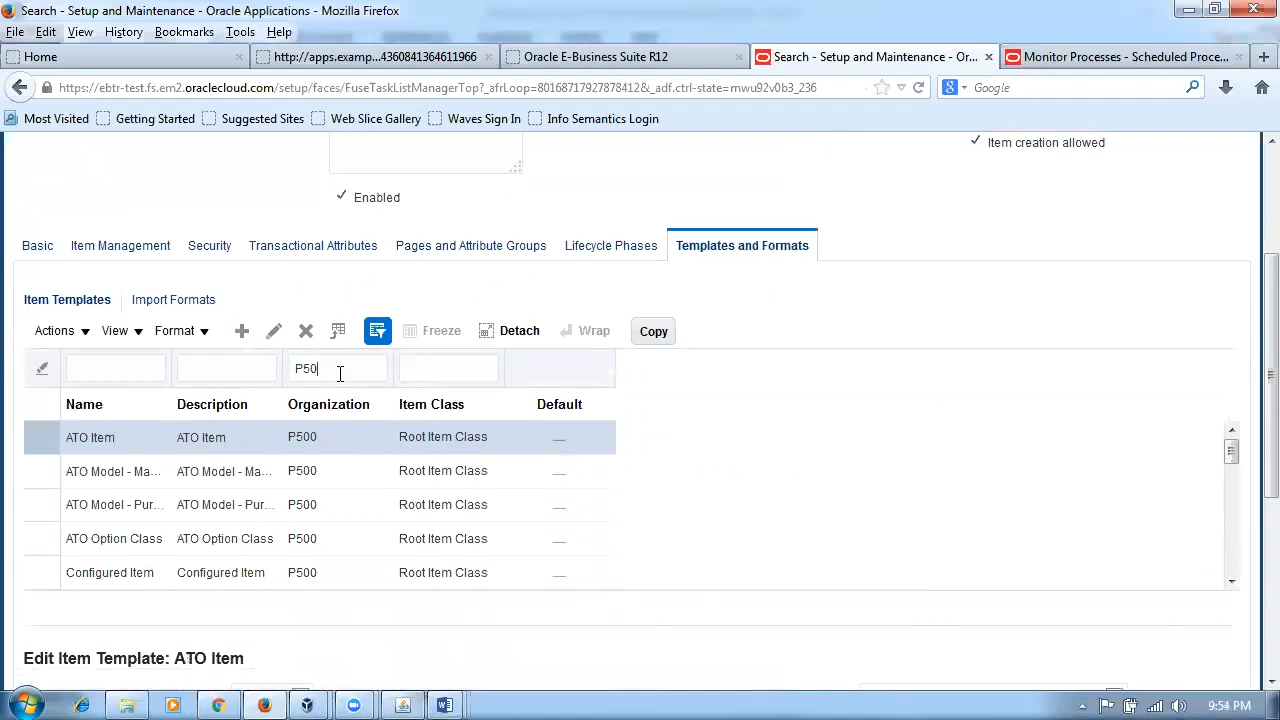 Search - Setup and Maintenance - Oracle Applications - Mozilla Firefox
File Edit View History Bookmarks Tools Help
Home
http://apps.examp...4360841364611966
Oracle E-Business Suite R12
Search - Setup and Maintenance - Or...
Monitor Processes - Scheduled Proce...
https://ebtr-test.fs.em2.oraclecloud.com/setup/faces/FuseTaskListManagerTop?_afrLoop=8016871792787841​2&_adf.ctrl-state=mwu92v0b3_236
Google
Most Visited Getting Started Suggested Sites Web Slice Gallery Waves Sign In Info Semantics Login
Item creation allowed
Enabled
Basic Item Management Security Transactional Attributes Pages and Attribute Groups Lifecycle Phases Templates and Formats
Item Templates Import Formats
Actions View Format Freeze Detach Wrap Copy
P50
Name Description Organization Item Class Default
ATO Item ATO Item P500 Root Item Class
ATO Model - Ma... ATO Model - Ma... P500 Root Item Class
ATO Model - Pur... ATO Model - Pur... P500 Root Item Class
ATO Option Class ATO Option Class P500 Root Item Class
Configured Item Configured Item P500 Root Item Class
Edit Item Template: ATO Item
9:54 PM